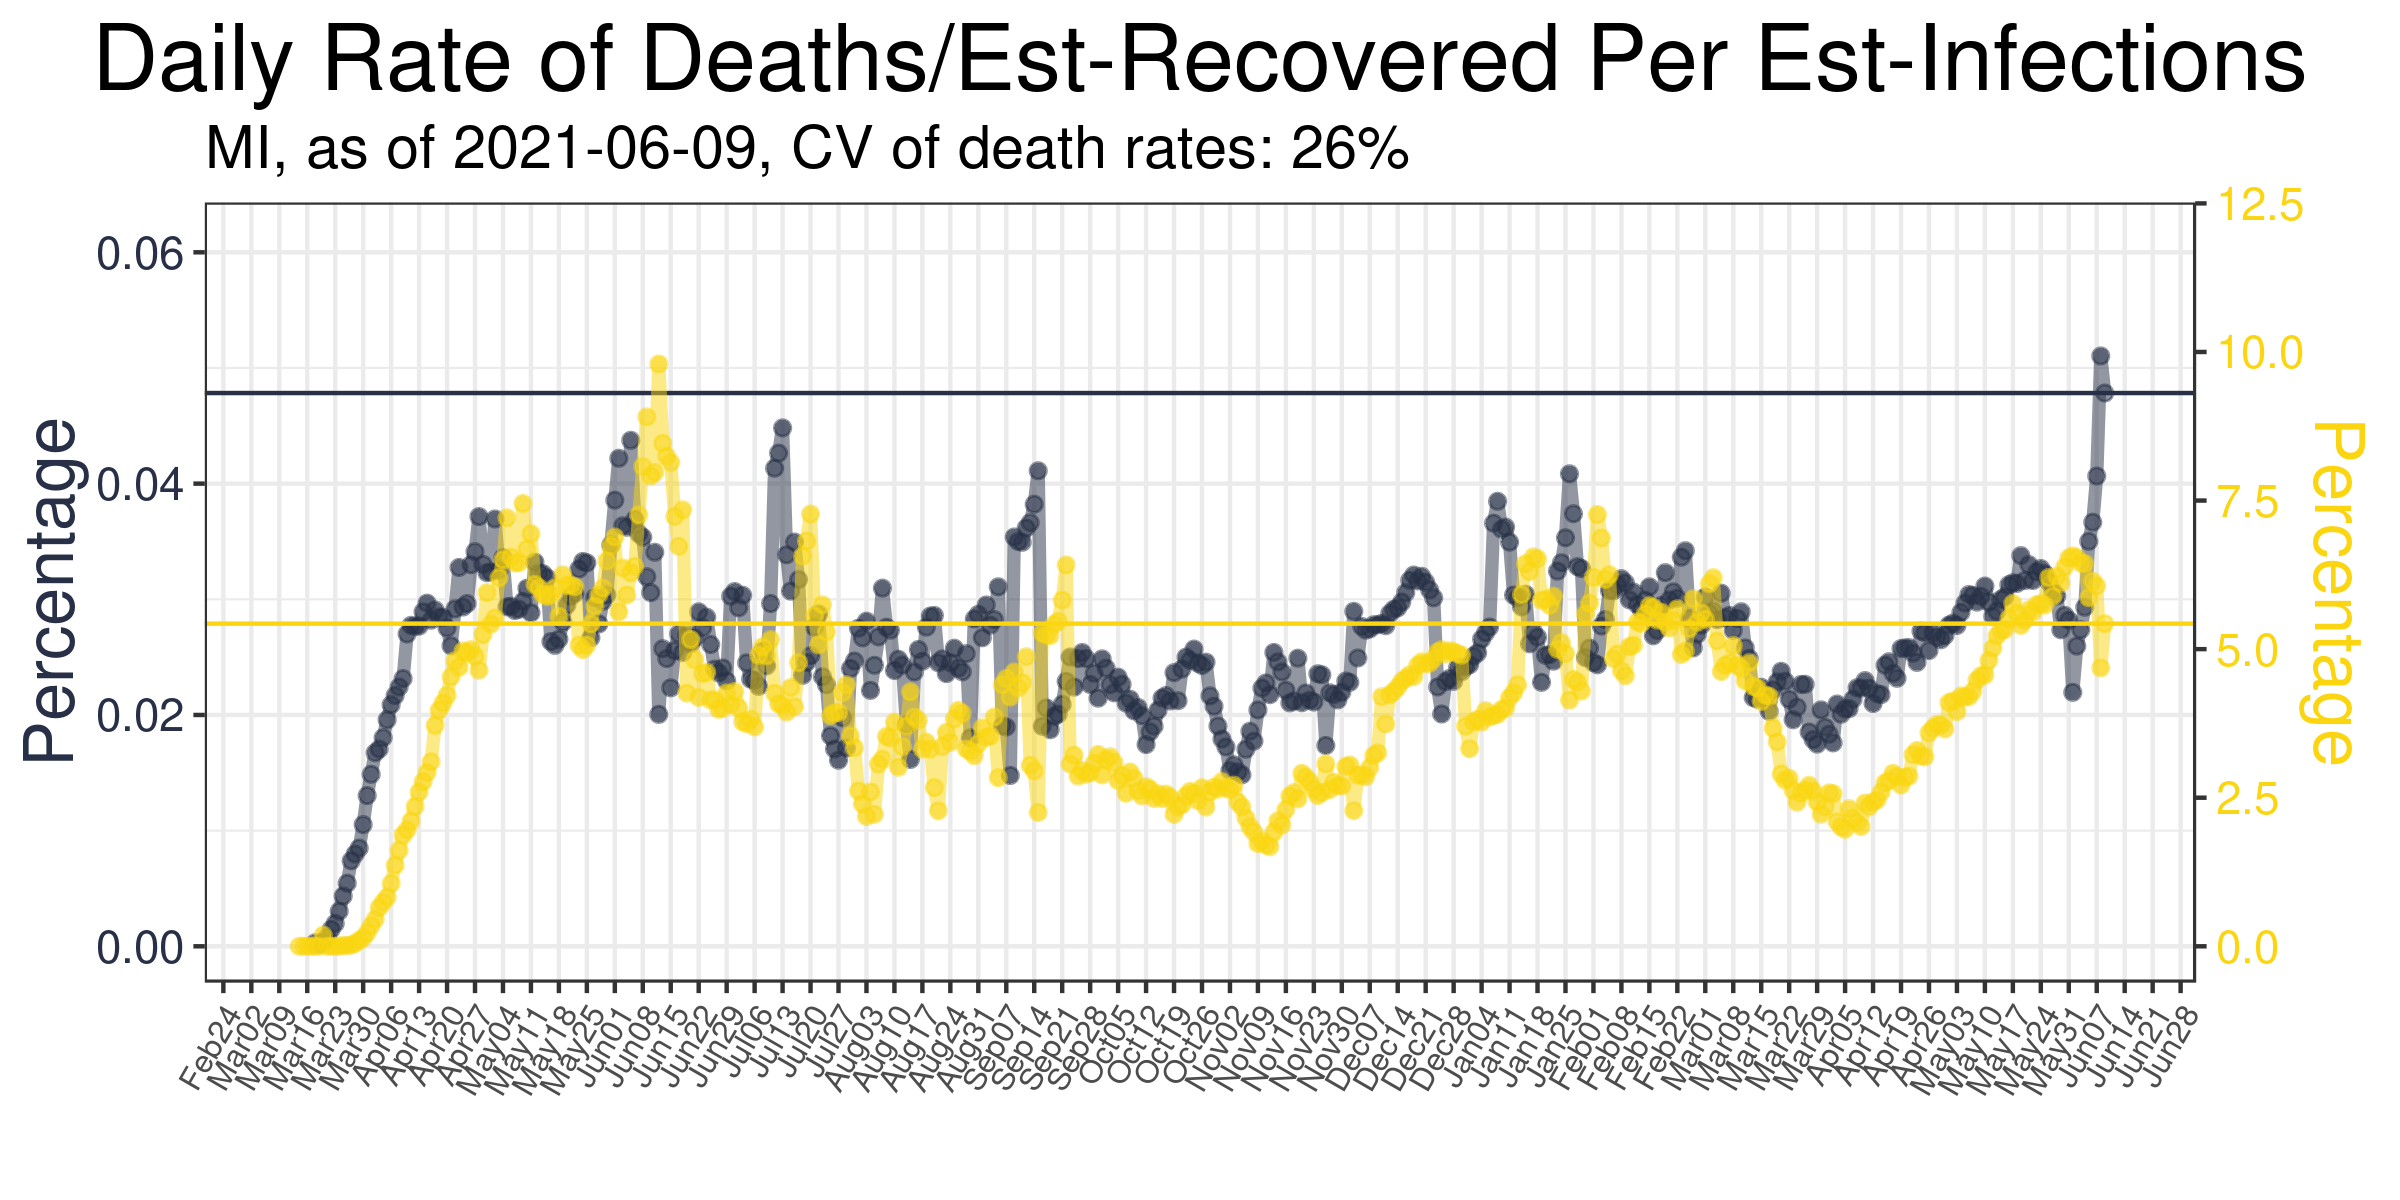 Daily Rate of Deaths/Est-Recovered Per Est-Infections
MI, as of 2021-06-09, CV of death rates: 26%
Percentage
0.06
0.04
0.02
0.00
12.5
10.0
7.5
5.0
2.5
0.0
Percentage
Feb24
Mar02
Mar09
Mar16
Mar23
Mar30
Apr06
Apr13
Apr20
Apr27
May04
May11
May18
May25
Jun01
Jun08
Jun15
Jun22
Jun29
Jul06
Jul13
Jul20
Jul27
Aug03
Aug10
Aug17
Aug24
Aug31
Sep07
Sep14
Sep21
Sep28
Oct05
Oct12
Oct19
Oct26
Nov02
Nov09
Nov16
Nov23
Nov30
Dec07
Dec14
Dec21
Dec28
Jan04
Jan11
Jan18
Jan25
Feb01
Feb08
Feb15
Feb22
Mar01
Mar08
Mar15
Mar22
Mar29
Apr05
Apr12
Apr19
Apr26
May03
May10
May17
May24
May31
Jun07
Jun14
Jun21
Jun28